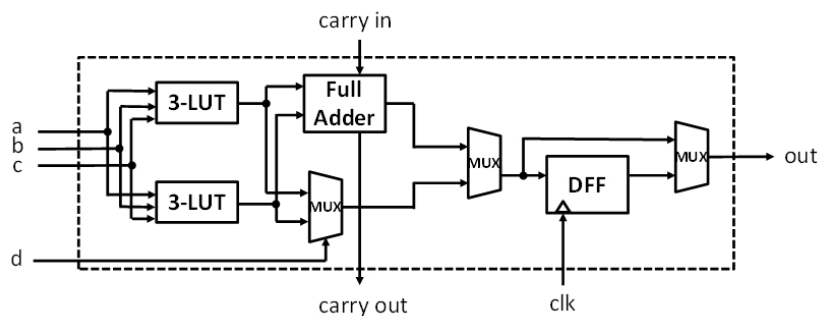 carry in
a
b
c
d
3-LUT
3-LUT
Full
Adder
MUX
MUX
DFF
MUX
out
carry out
clk